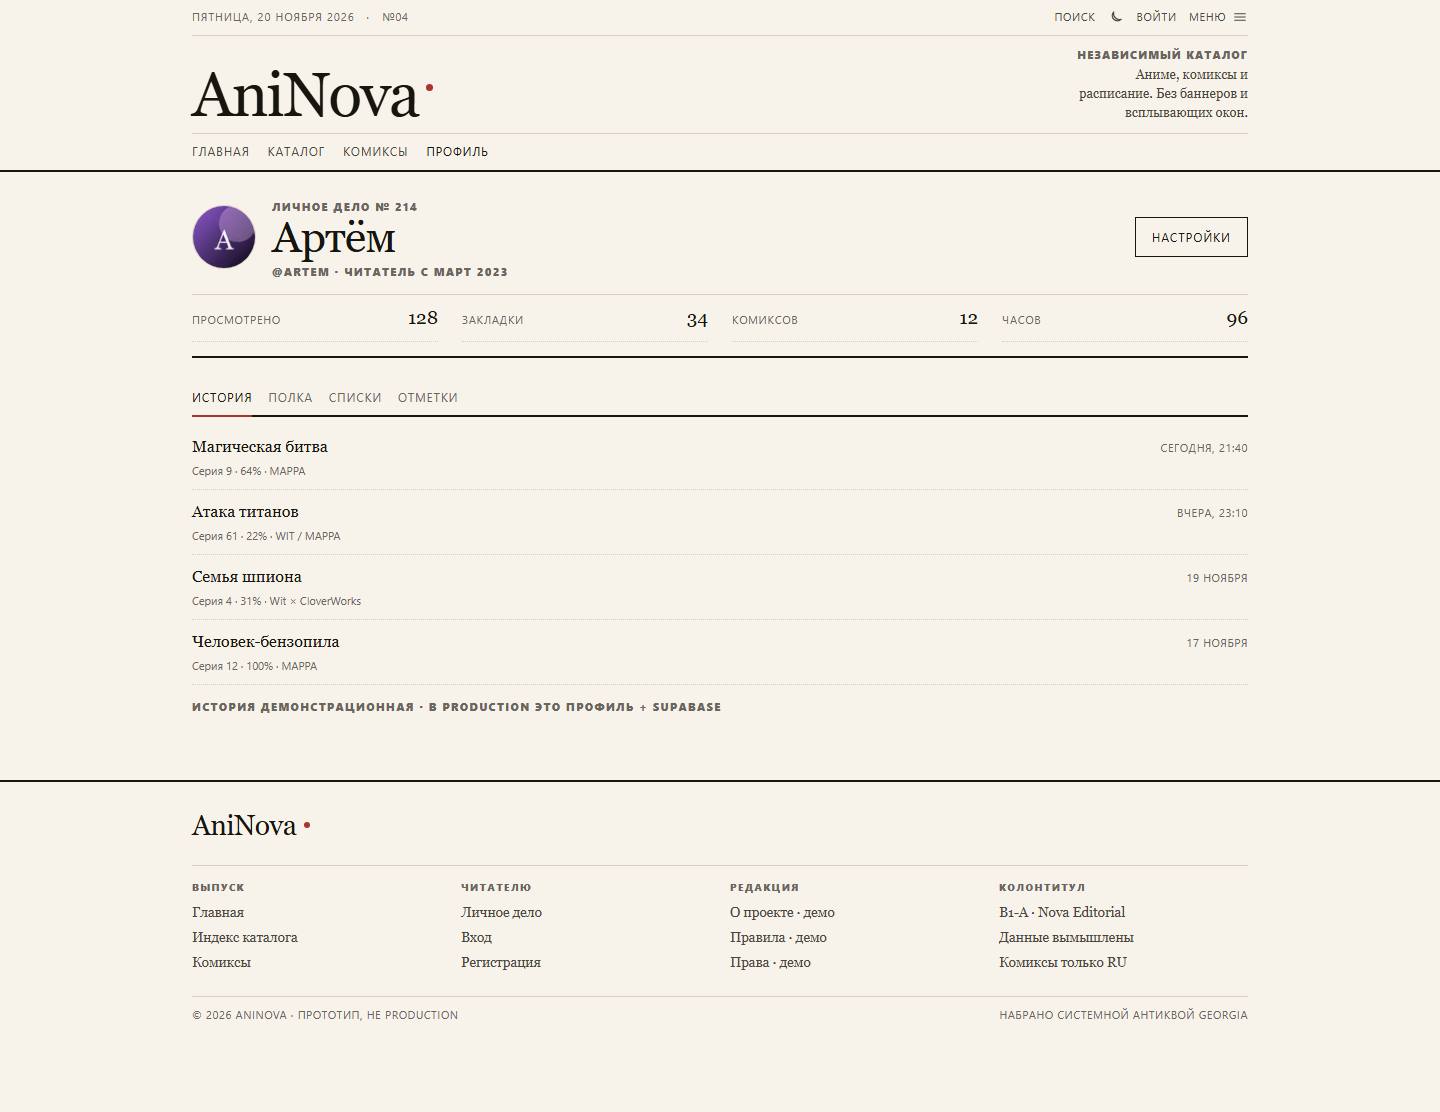 ПЯТНИЦА, 20 НОЯБРЯ 2026 · №04
ПОИСК ВОЙТИ МЕНЮ
AniNova
НЕЗАВИСИМЫЙ КАТАЛОГ
Аниме, комиксы и
расписание. Без баннеров и
всплывающих окон.
ГЛАВНАЯ КАТАЛОГ КОМИКСЫ ПРОФИЛЬ
A
ЛИЧНОЕ ДЕЛО № 214
Артём
@ARTEM · ЧИТАТЕЛЬ С МАРТ 2023
НАСТРОЙКИ
ПРОСМОТРЕНО 128
ЗАКЛАДКИ 34
КОМИКСОВ 12
ЧАСОВ 96
ИСТОРИЯ ПОЛКА СПИСКИ ОТМЕТКИ
Магическая битва
СЕГОДНЯ, 21:40
Серия 9 · 64% · MAPPA
Атака титанов
ВЧЕРА, 23:10
Серия 61 · 22% · WIT / MAPPA
Семья шпиона
19 НОЯБРЯ
Серия 4 · 31% · Wit × CloverWorks
Человек-бензопила
17 НОЯБРЯ
Серия 12 · 100% · MAPPA
ИСТОРИЯ ДЕМОНСТРАЦИОННАЯ · В PRODUCTION ЭТО ПРОФИЛЬ + SUPABASE
AniNova
ВЫПУСК
Главная
Индекс каталога
Комиксы
ЧИТАТЕЛЮ
Личное дело
Вход
Регистрация
РЕДАКЦИЯ
О проекте · демо
Правила · демо
Права · демо
КОЛОНТИТУЛ
B1-A · Nova Editorial
Данные вымышлены
Комиксы только RU
© 2026 ANINOVA · ПРОТОТИП, НЕ PRODUCTION
НАБРАНО СИСТЕМНОЙ АНТИКВОЙ GEORGIA